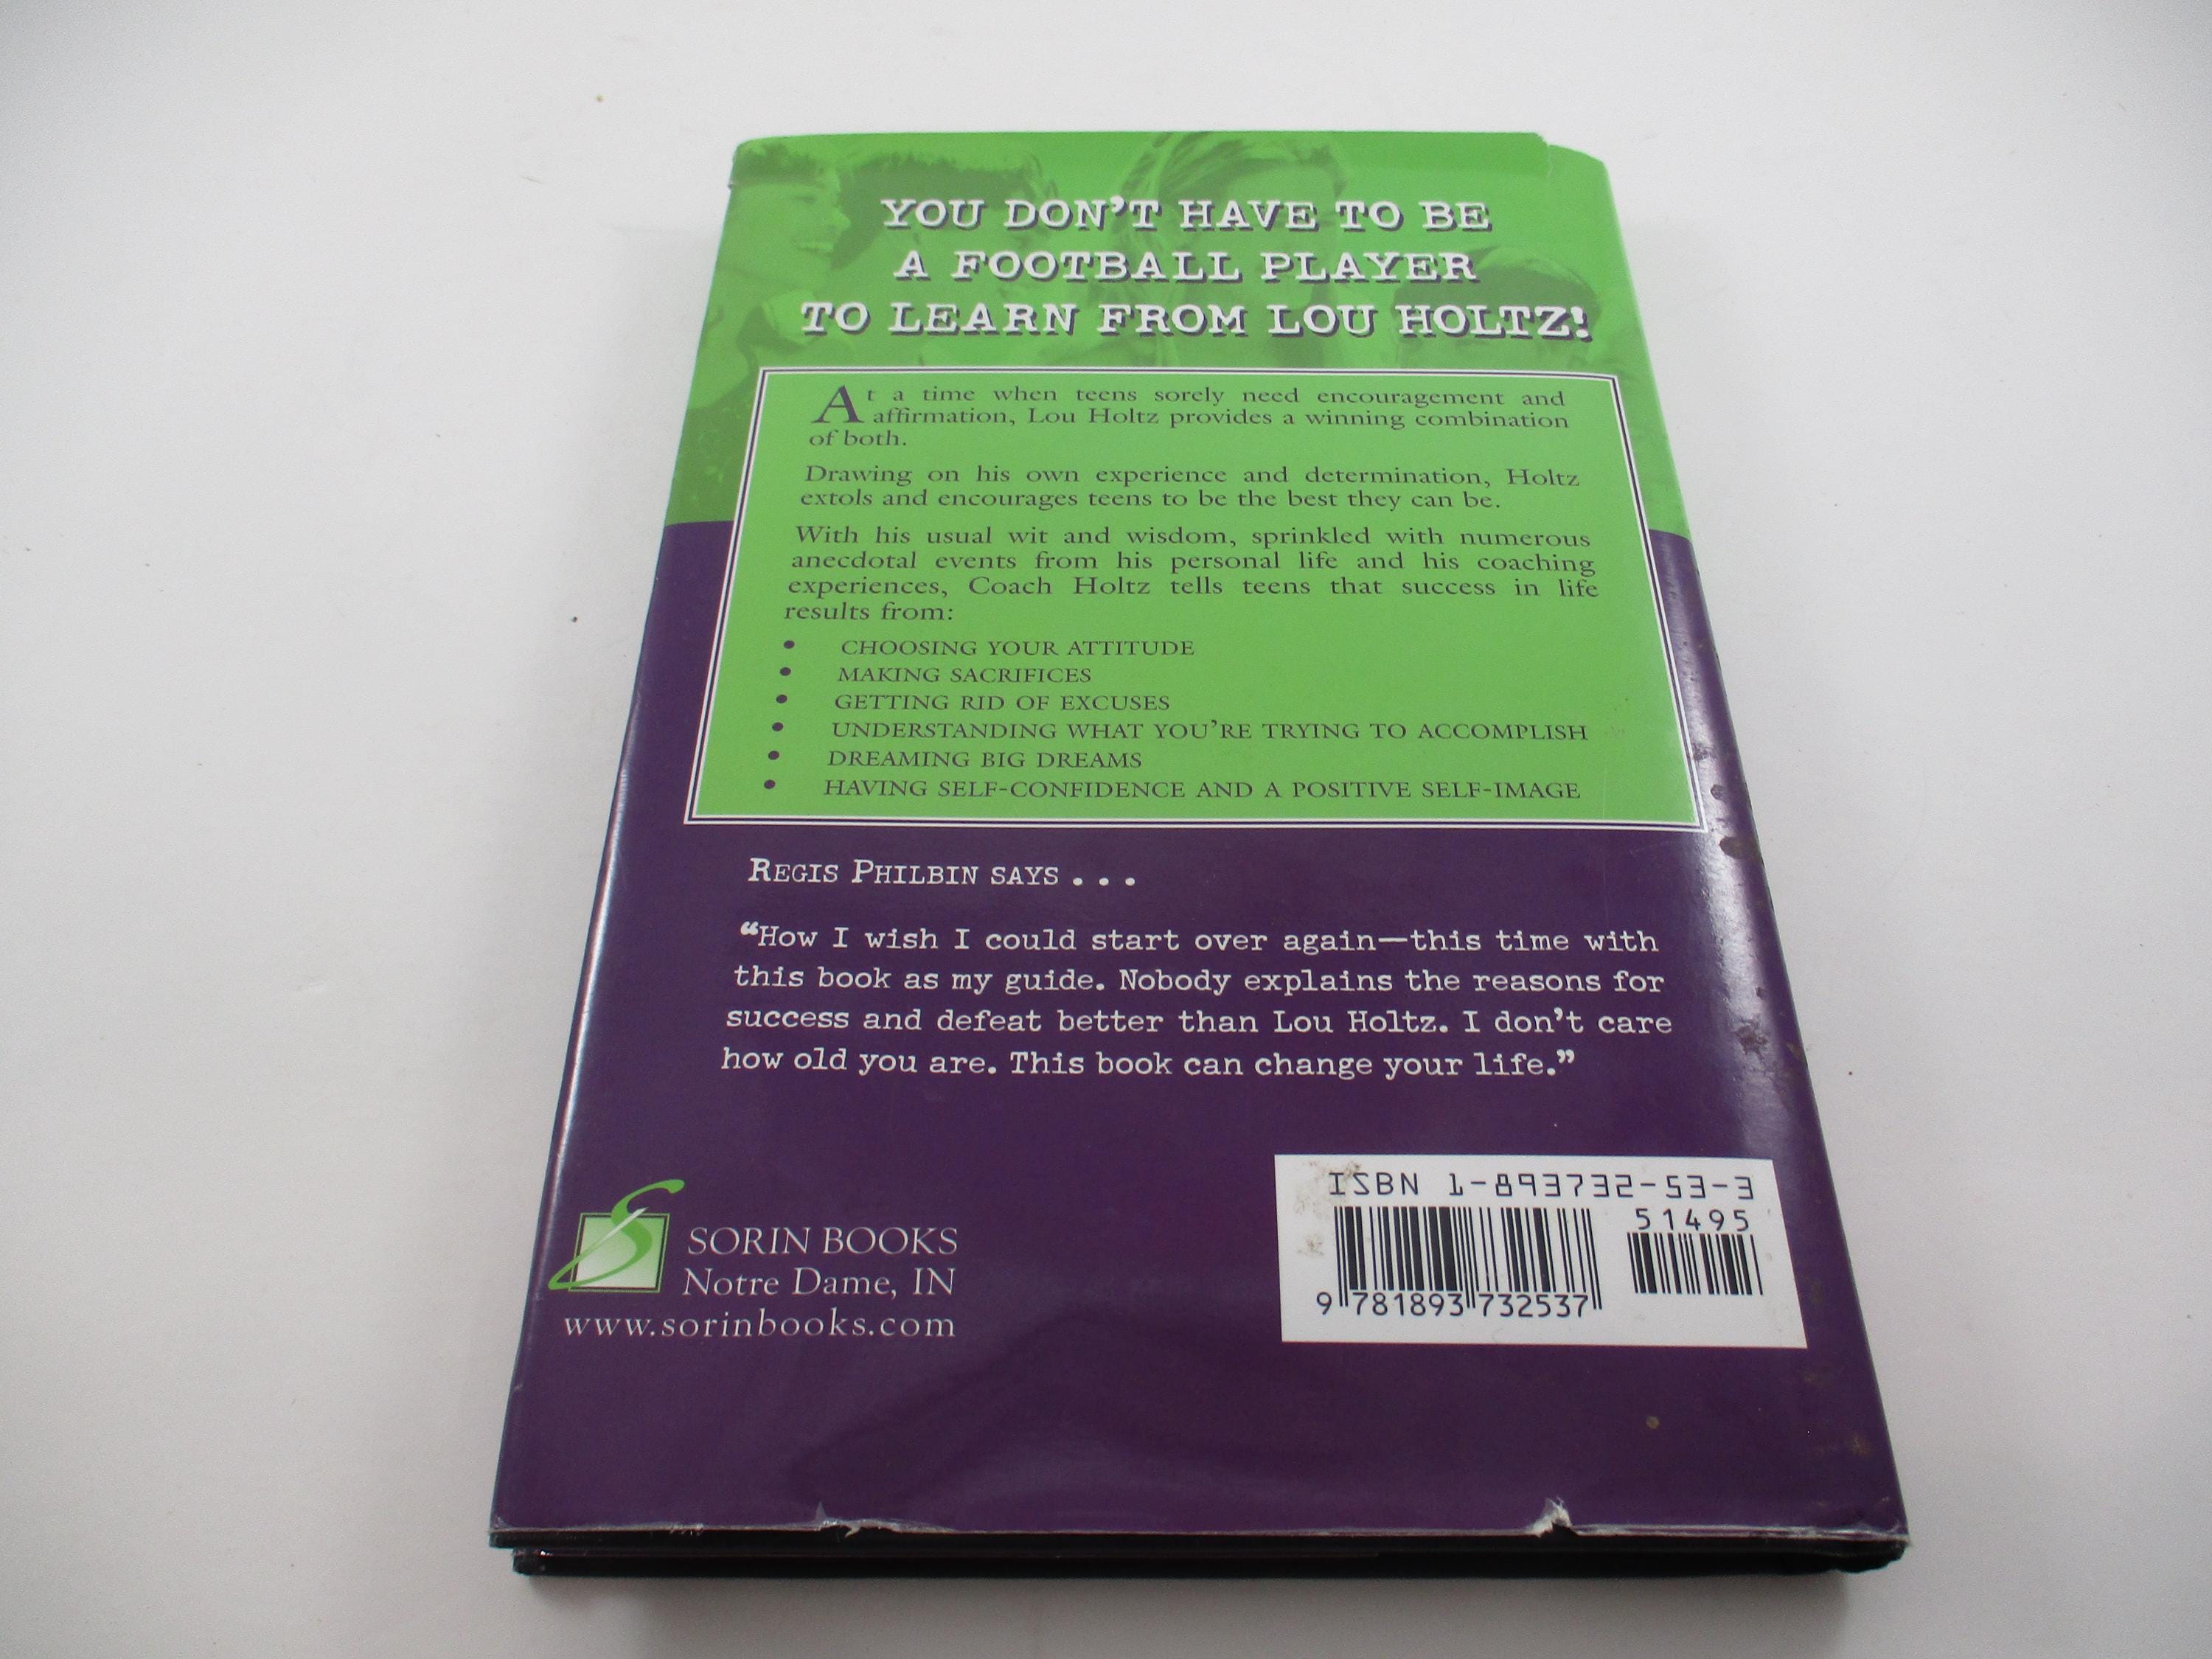 YOU DON'T HAVE TO BE
A FOOTBALL PLAYER
TO LEARN FROM LOU HOLTZ!
At a time when teens sorely need encouragement and
affirmation, Lou Holtz provides a winning combination
of both.
Drawing on his own experience and determination, Holtz
extols and encourages teens to be the best they can be.
With his usual wit and wisdom, sprinkled with numerous
anecdotal events from his personal life and his coaching
experiences, Coach Holtz tells teens that success in life
results from:
• CHOOSING YOUR ATTITUDE
• MAKING SACRIFICES
• GETTING RID OF EXCUSES
• UNDERSTANDING WHAT YOU'RE TRYING TO ACCOMPLISH
• DREAMING BIG DREAMS
• HAVING SELF-CONFIDENCE AND A POSITIVE SELF-IMAGE
REGIS PHILBIN SAYS . . .
“How I wish I could start over again—this time with
this book as my guide. Nobody explains the reasons for
success and defeat better than Lou Holtz. I don't care
how old you are. This book can change your life.”
SORIN BOOKS
Notre Dame, IN
www.sorinbooks.com
ISBN 1-893732-53-3
51495
9 781893 732537